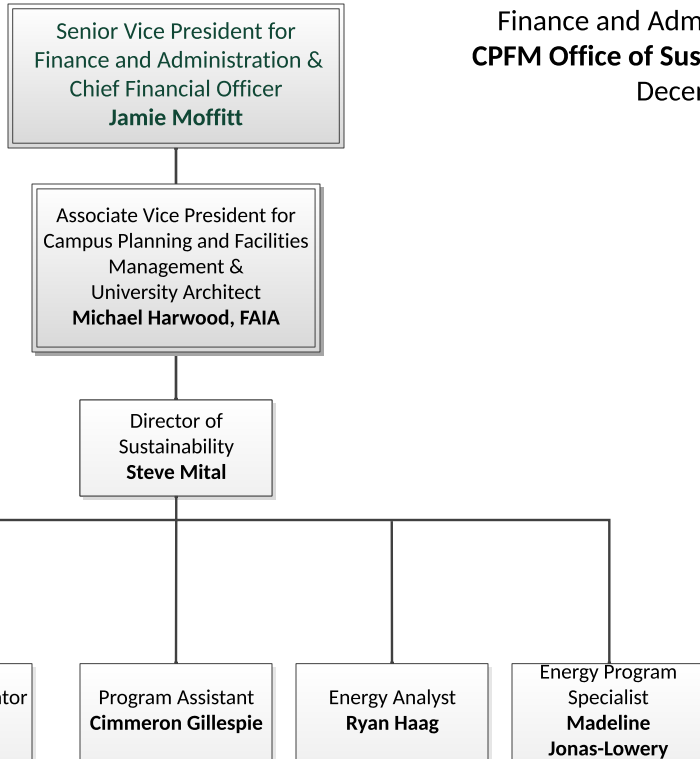 Senior Vice President for
Finance and Administration &
Chief Financial Officer
Jamie Moffitt
Finance and Adm
CPFM Office of Sus
Decem
Associate Vice President for
Campus Planning and Facilities
Management &
University Architect
Michael Harwood, FAIA
Director of
Sustainability
Steve Mital
tor
Program Assistant
Cimmeron Gillespie
Energy Analyst
Ryan Haag
Energy Program
Specialist
Madeline
Jonas-Lowery